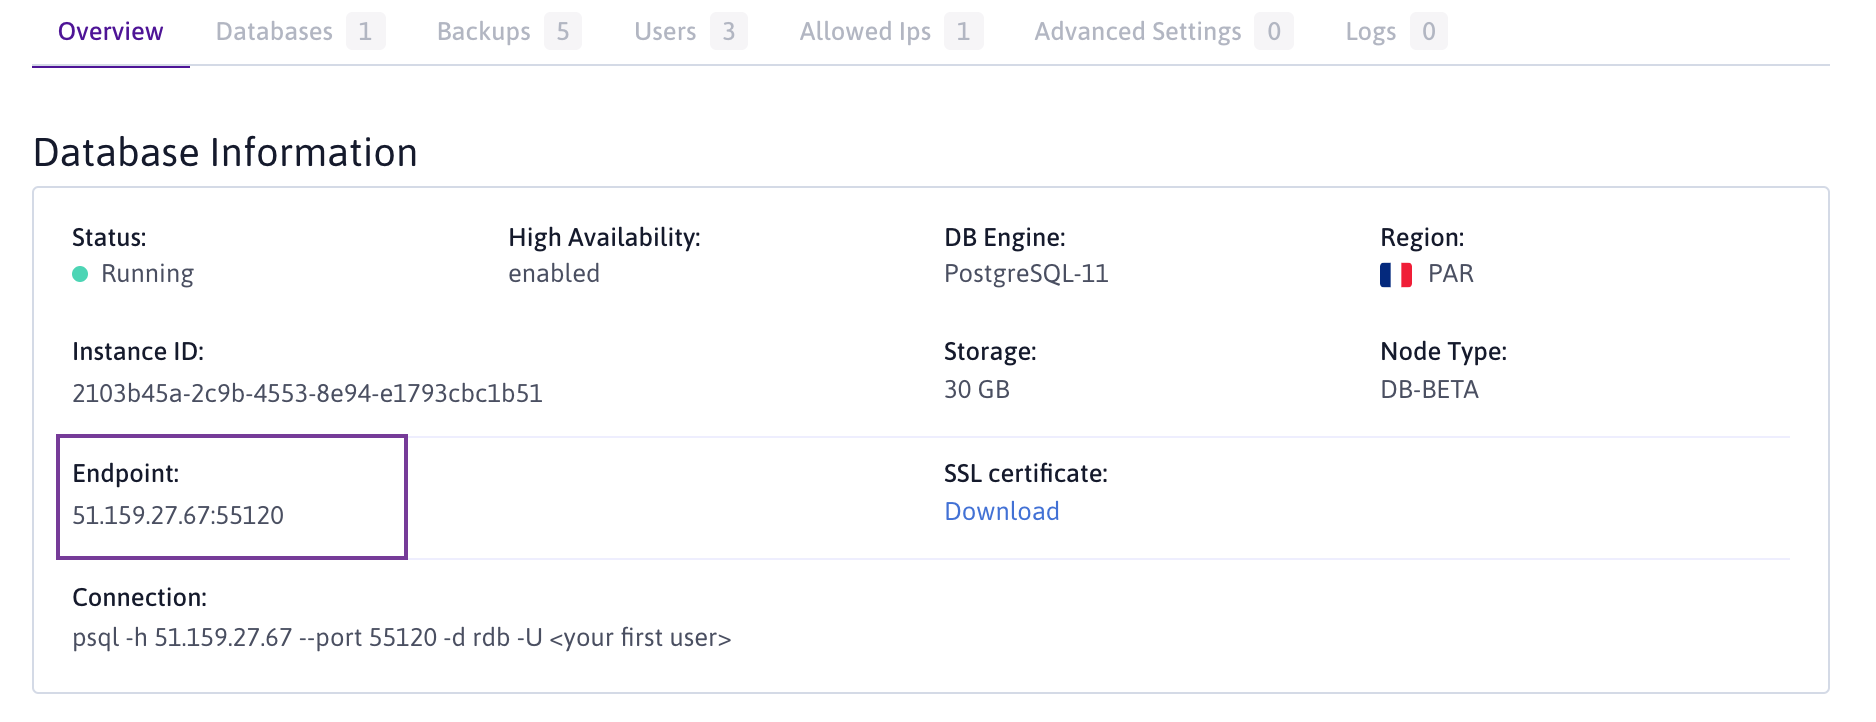 Overview Databases 1 Backups 5 Users 3 Allowed Ips 1 Advanced Settings 0 Logs 0
Database Information
Status: High Availability: DB Engine: Region:
Running enabled PostgreSQL-11 PAR
Instance ID: Storage: Node Type:
2103b45a-2c9b-4553-8e94-e1793cbc1b51 30 GB DB-BETA
Endpoint: SSL certificate:
51.159.27.67:55120 Download
Connection:
psql -h 51.159.27.67 --port 55120 -d rdb -U <your first user>